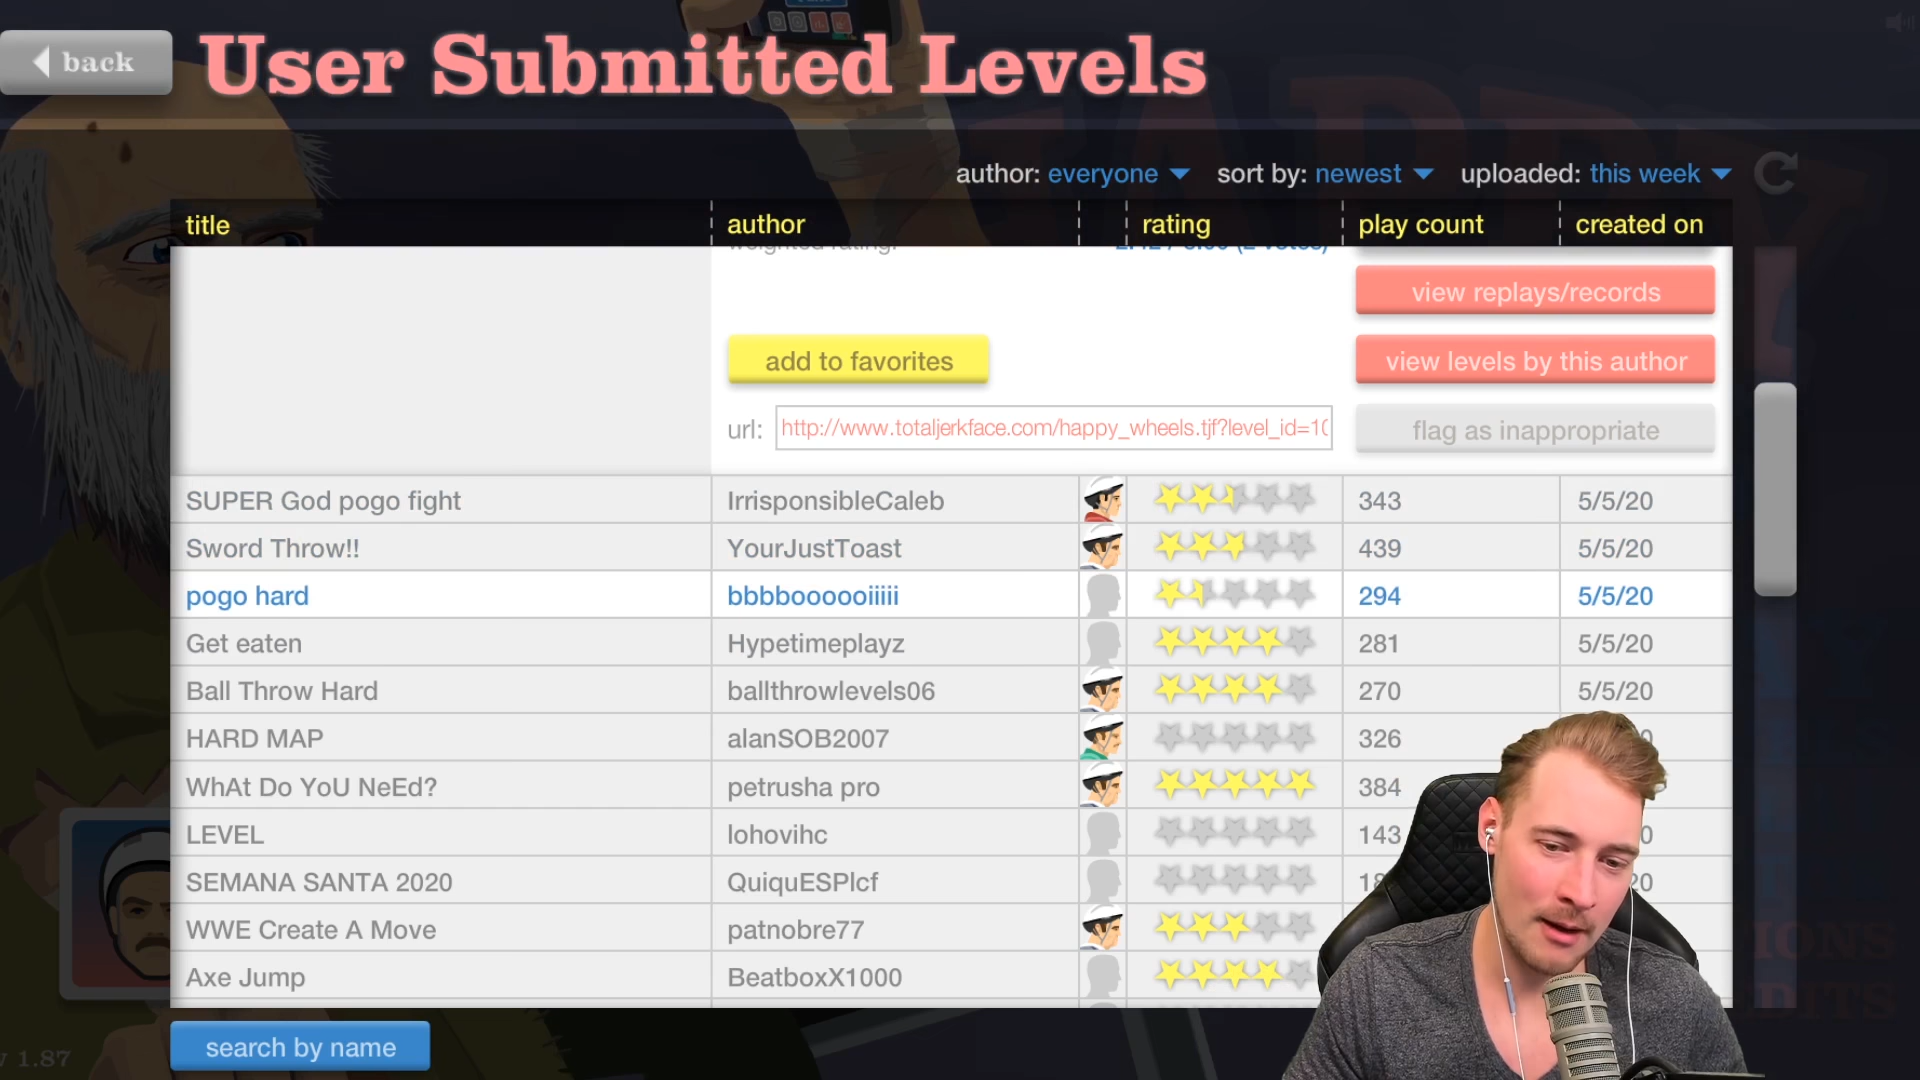 back
User Submitted Levels
author: everyone sort by: newest uploaded: this week
title author rating play count created on
weighted rating:
view replays/records
add to favorites view levels by this author
url: http://www.totaljerkface.com/happy_wheels.tjf?level_id=1 flag as inappropriate
SUPER God pogo fight IrrisponsibleCaleb 343 5/5/20
Sword Throw!! YourJustToast 439 5/5/20
pogo hard bbbboooooiiiii 294 5/5/20
Get eaten Hypetimeplayz 281 5/5/20
Ball Throw Hard ballthrowlevels06 270 5/5/20
HARD MAP alanSOB2007 326
WhAt Do YoU NeEd? petrusha pro 384
LEVEL lohovihc 143
SEMANA SANTA 2020 QuiquESPlcf
WWE Create A Move patnobre77
Axe Jump BeatboxX1000
search by name
v 1.87